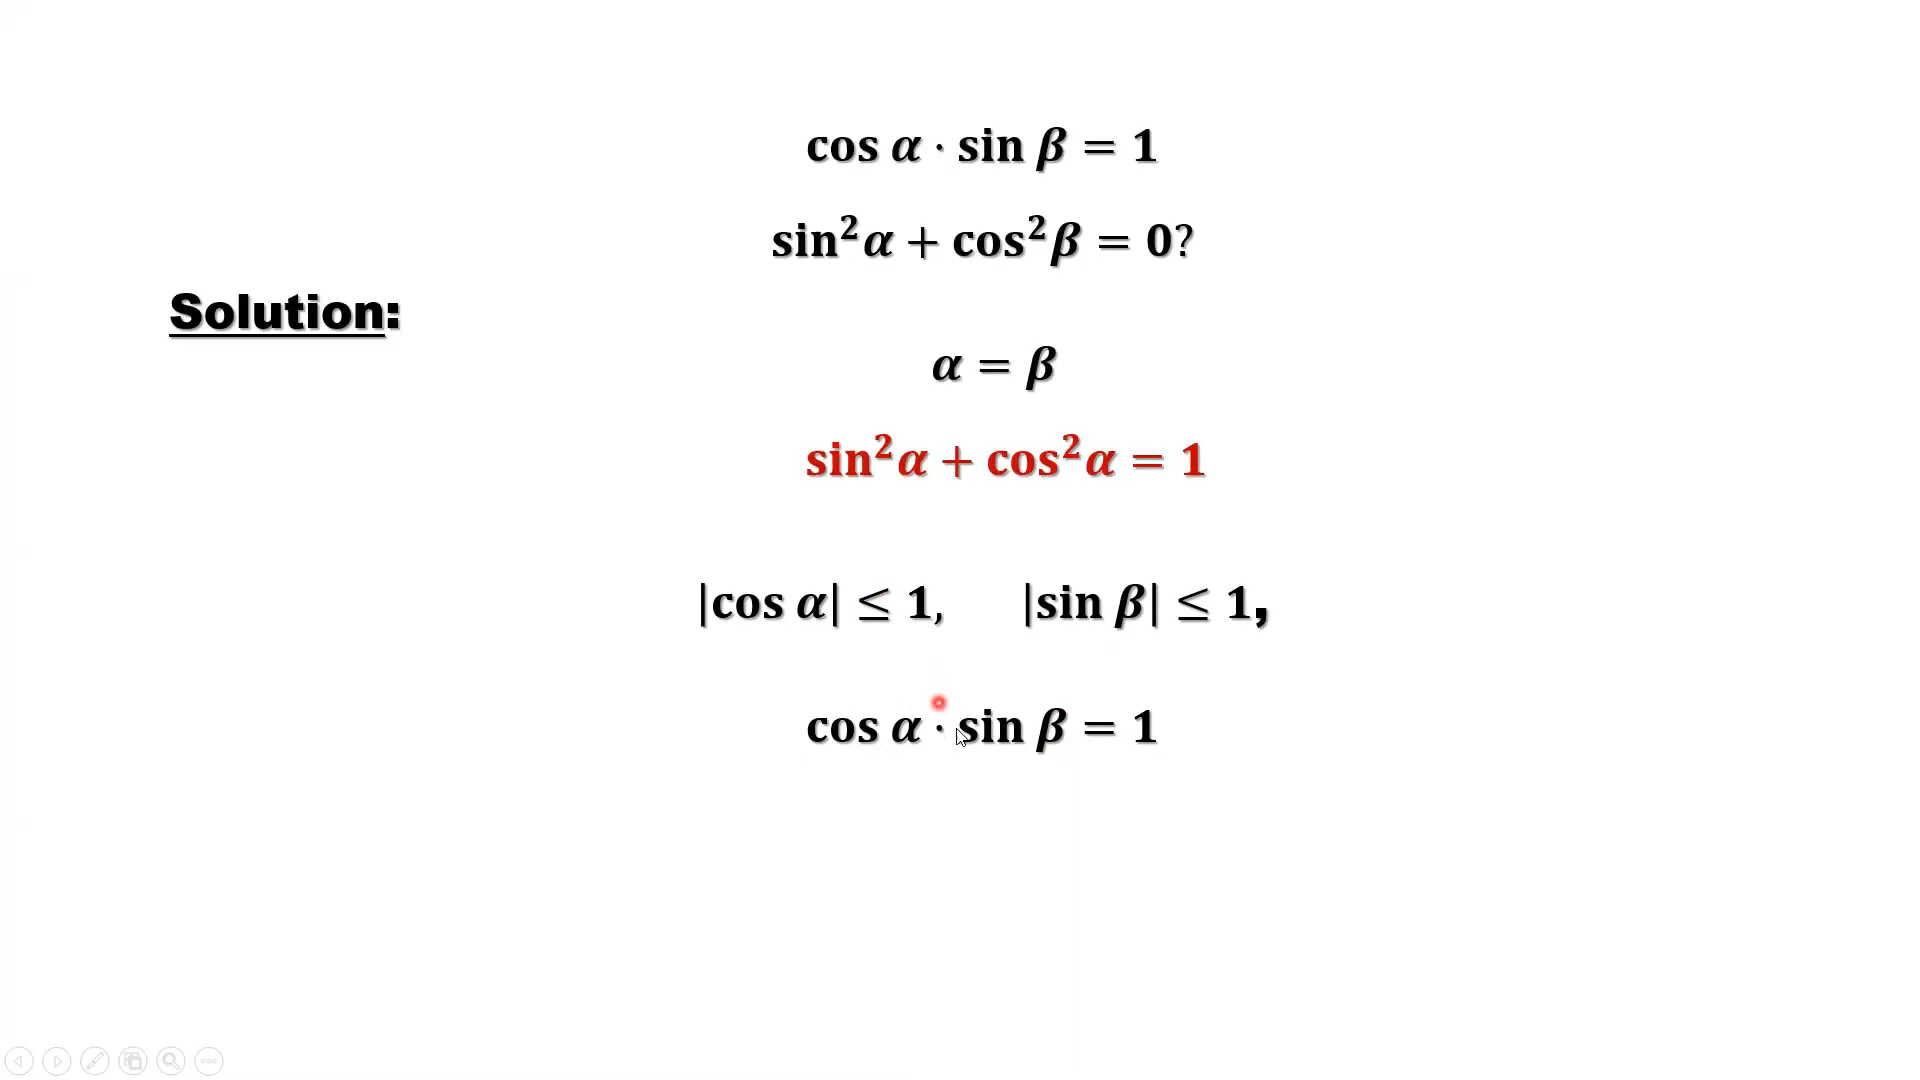 cos α · sin β = 1
sin²α + cos²β = 0?
Solution:
α = β
sin²α + cos²α = 1
|cos α| ≤ 1, |sin β| ≤ 1,
cos α · sin β = 1